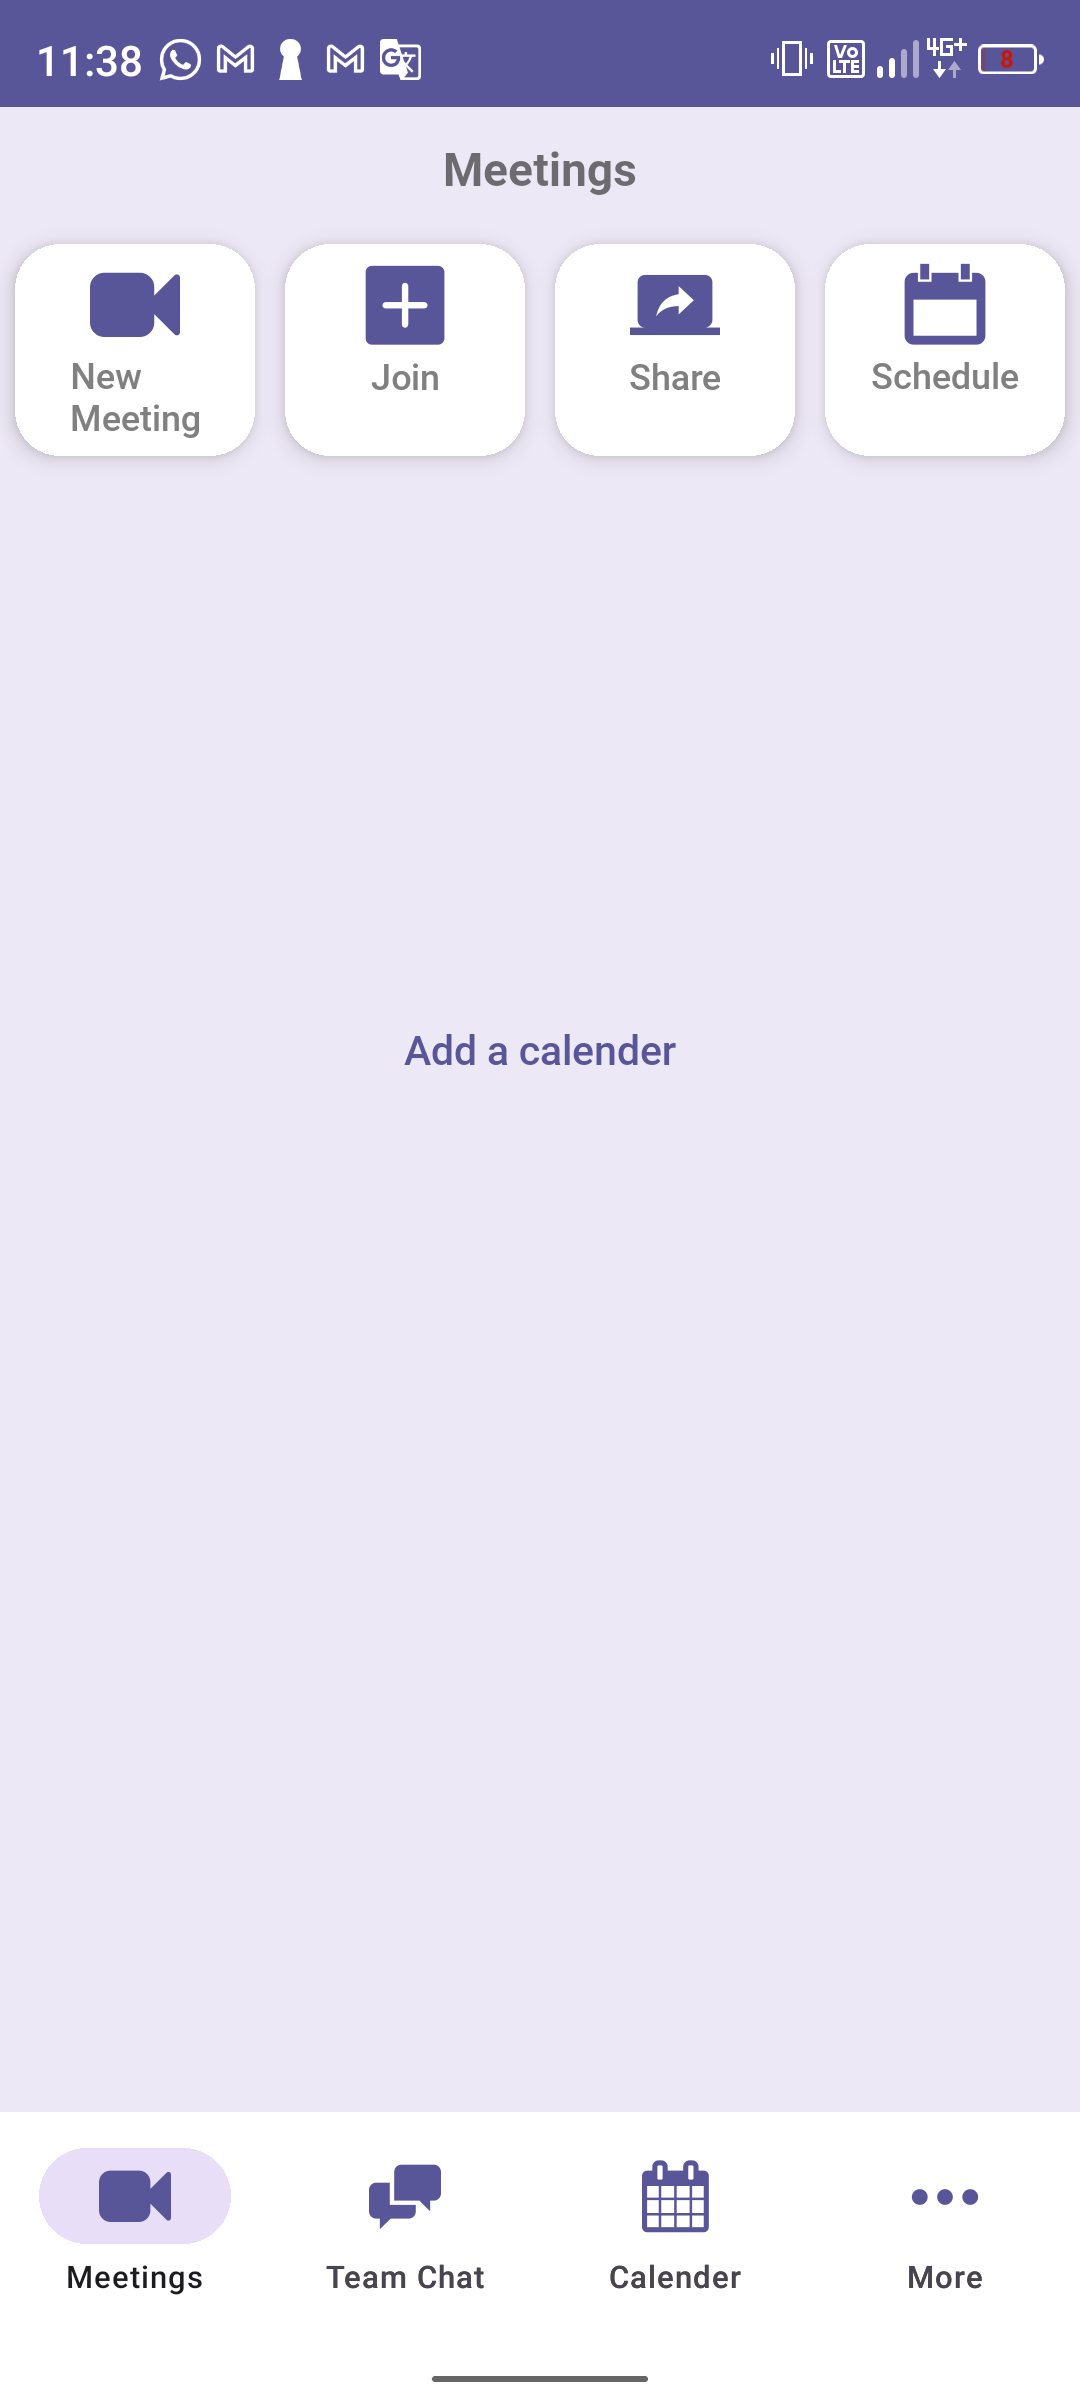 11:38 VO LTE 4G+ 8
Meetings
New Meeting
Join
Share
Schedule
Add a calender
Meetings
Team Chat
Calender
More